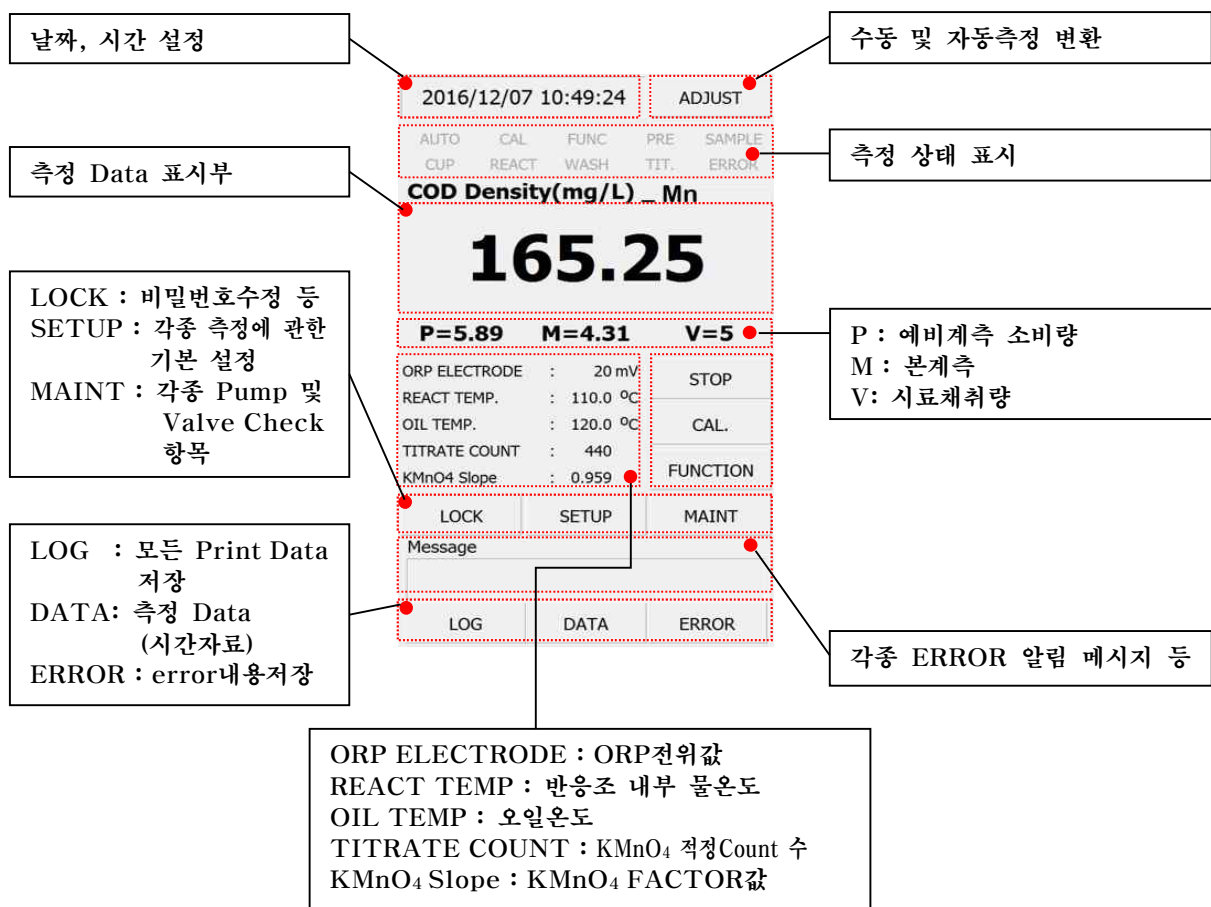 날짜, 시간 설정
수동 및 자동측정 변환
2016/12/07 10:49:24
ADJUST
AUTO CAL FUNC PRE SAMPLE
CUP REACT WASH TIT. ERROR
측정 상태 표시
측정 Data 표시부
COD Density(mg/L) _ Mn
165.25
LOCK : 비밀번호수정 등
SETUP : 각종 측정에 관한
기본 설정
MAINT : 각종 Pump 및
Valve Check
항목
P=5.89 M=4.31 V=5
P : 예비계측 소비량
M : 본계측
V: 시료채취량
ORP ELECTRODE : 20 mV
REACT TEMP. : 110.0 ºC
OIL TEMP. : 120.0 ºC
TITRATE COUNT : 440
KMnO4 Slope : 0.959
STOP
CAL.
FUNCTION
LOCK SETUP MAINT
Message
LOG : 모든 Print Data
저장
DATA: 측정 Data
(시간자료)
ERROR : error내용저장
LOG DATA ERROR
각종 ERROR 알림 메시지 등
ORP ELECTRODE : ORP전위값
REACT TEMP : 반응조 내부 물온도
OIL TEMP : 오일온도
TITRATE COUNT : KMnO₄ 적정Count 수
KMnO₄ Slope : KMnO₄ FACTOR값